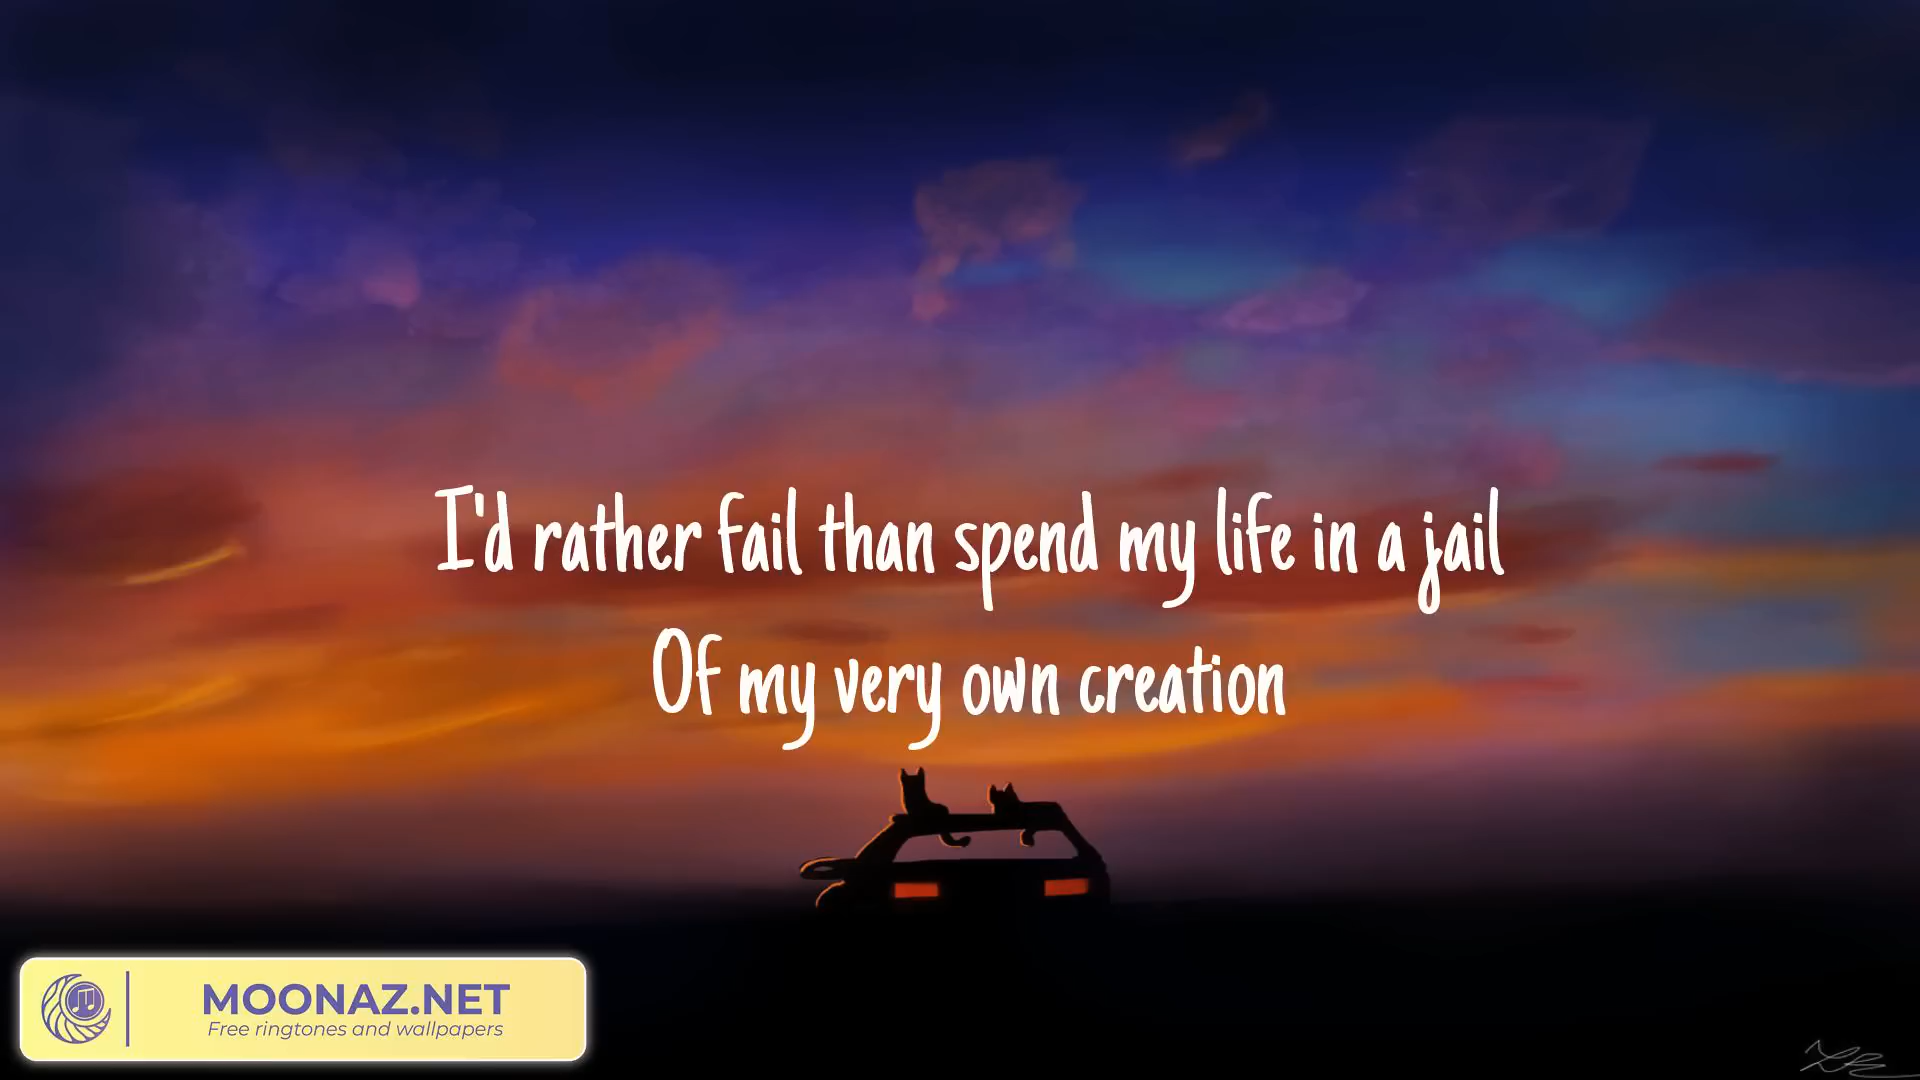 I'd rather fail than spend my life in a jail
Of my very own creation
MOONAZ.NET
Free ringtones and wallpapers